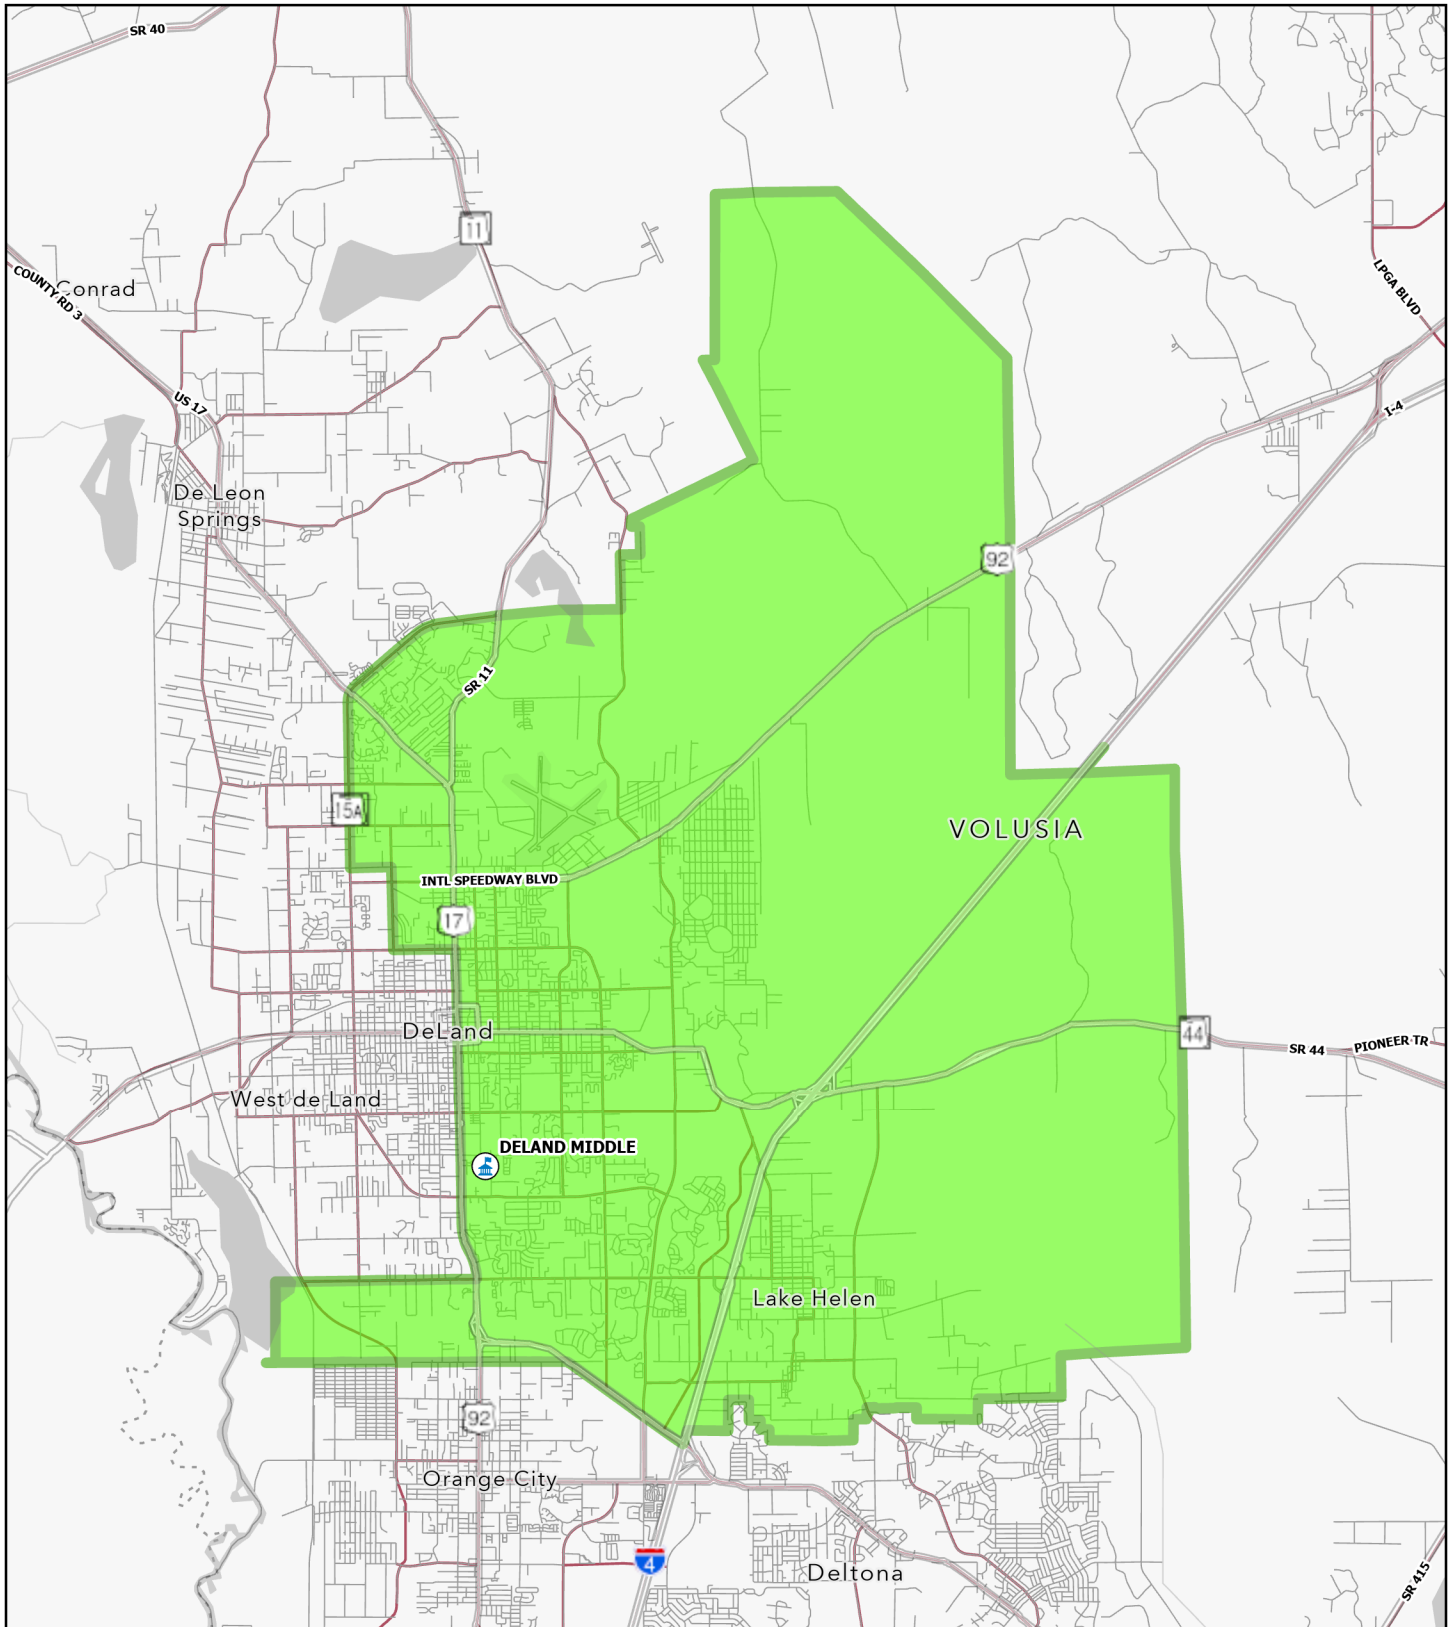 SR 40
11
Conrad
COUNTY RD 3
LPGA BLVD
US 17
I-4
De Leon
Springs
92
SR 11
15A
VOLUSIA
INTL SPEEDWAY BLVD
17
DeLand
44
SR 44
PIONEER TR
West de Land
DELAND MIDDLE
Lake Helen
92
Orange City
4
Deltona
SR 415